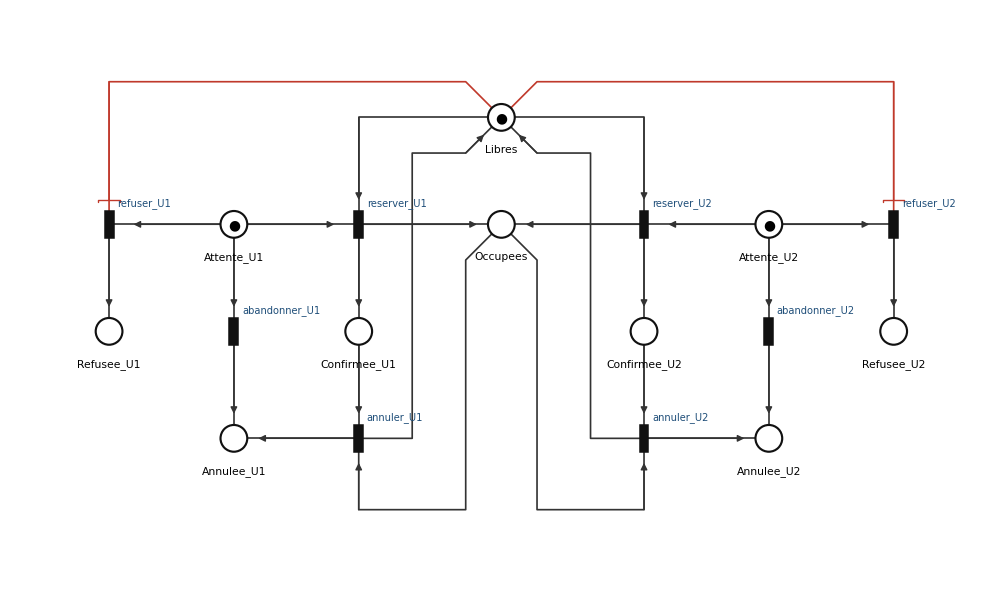 Libres
refuser_U1
reserver_U1
reserver_U2
refuser_U2
Attente_U1
Occupees
Attente_U2
abandonner_U1
abandonner_U2
Refusee_U1
Confirmee_U1
Confirmee_U2
Refusee_U2
annuler_U1
annuler_U2
Annulee_U1
Annulee_U2